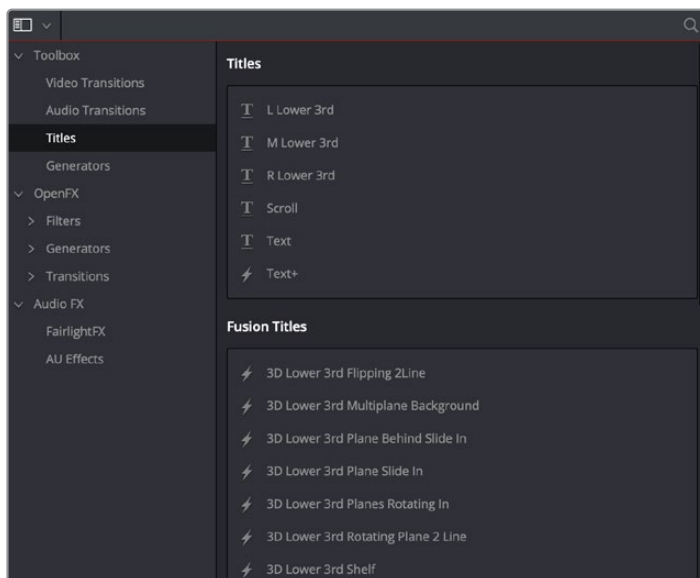 Toolbox
Video Transitions
Audio Transitions
Titles
Generators
OpenFX
Filters
Generators
Transitions
Audio FX
FairlightFX
AU Effects
Titles
L Lower 3rd
M Lower 3rd
R Lower 3rd
Scroll
Text
Text+
Fusion Titles
3D Lower 3rd Flipping 2Line
3D Lower 3rd Multiplane Background
3D Lower 3rd Plane Behind Slide In
3D Lower 3rd Plane Slide In
3D Lower 3rd Planes Rotating In
3D Lower 3rd Rotating Plane 2 Line
3D Lower 3rd Shelf